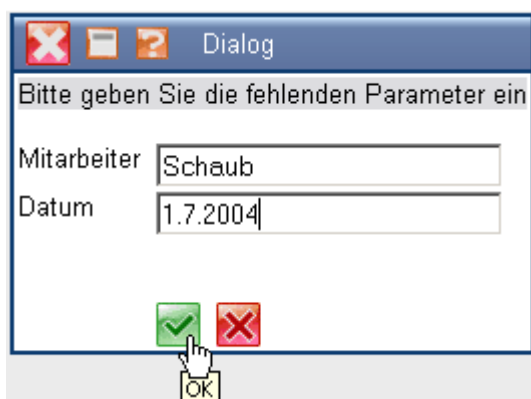 Dialog
Bitte geben Sie die fehlenden Parameter ein
Mitarbeiter Schaub
Datum 1.7.2004
OK